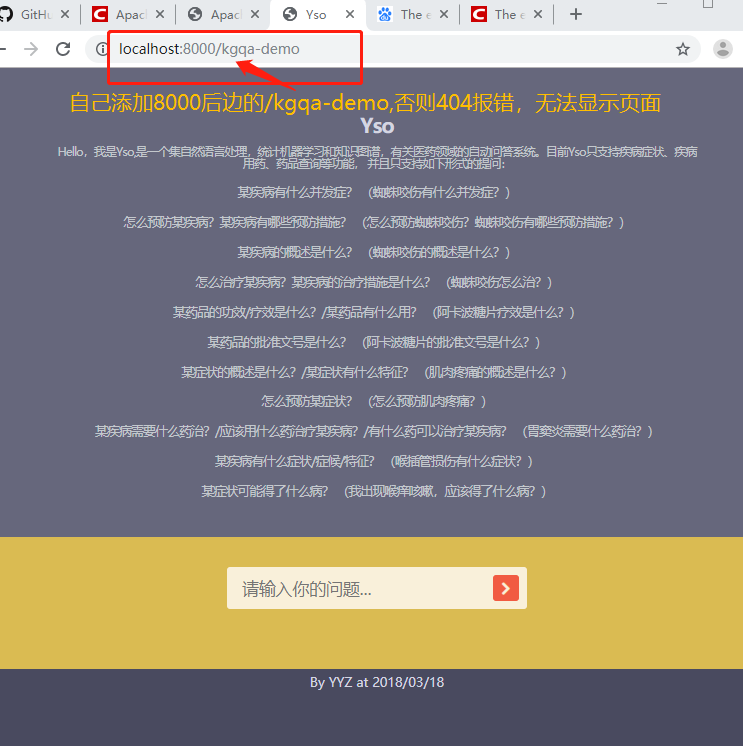 GitHu
Apacl
Apacl
Yso
The e
The e
localhost:8000/kgqa-demo
自己添加8000后边的/kgqa-demo,否则404报错，无法显示页面
Yso
Hello，我是Yso,是一个集自然语言处理，统计机器学习和知识图谱，有关医药领域的自动问答系统。目前Yso只支持疾病症状、疾病
用药、药品查询等功能，并且只支持如下形式的提问：
某疾病有什么并发症？（蜘蛛咬伤有什么并发症？）
怎么预防某疾病？某疾病有哪些预防措施？（怎么预防蜘蛛咬伤？蜘蛛咬伤有哪些预防措施？）
某疾病的概述是什么？（蜘蛛咬伤的概述是什么？）
怎么治疗某疾病？某疾病的治疗措施是什么？（蜘蛛咬伤怎么治？）
某药品的功效/疗效是什么？/某药品有什么用？（阿卡波糖片疗效是什么？）
某药品的批准文号是什么？（阿卡波糖片的批准文号是什么？）
某症状的概述是什么？/某症状有什么特征？（肌肉疼痛的概述是什么？）
怎么预防某症状？（怎么预防肌肉疼痛？）
某疾病需要什么药治？/应该用什么药治疗某疾病？/有什么药可以治疗某疾病？（胃窦炎需要什么药治？）
某疾病有什么症状/症候/特征？（喉插管损伤有什么症状？）
某症状可能得了什么病？（我出现喉痒咳嗽，应该得了什么病？）
请输入你的问题...
By YYZ at 2018/03/18